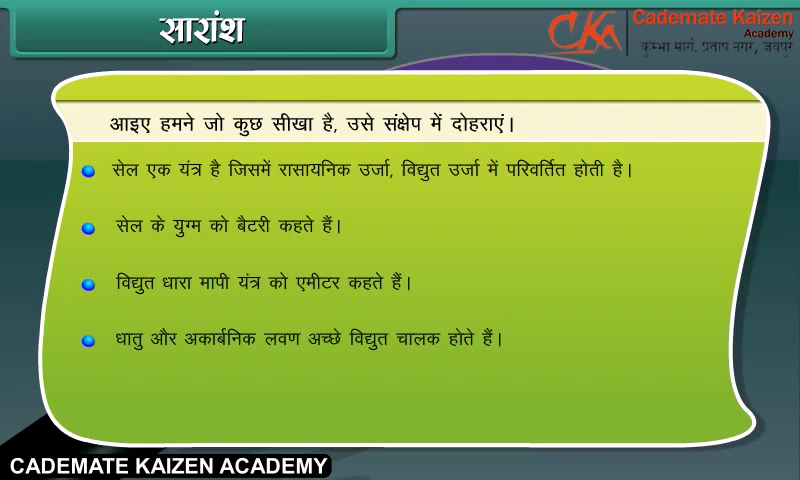 सारांश
CKA
Cademate Kaizen
Academy
कुम्भा मार्ग, प्रताप नगर, जयपुर
आइए हमने जो कुछ सीखा है, उसे संक्षेप में दोहराएं।
सेल एक यंत्र है जिसमें रासायनिक उर्जा, विद्युत उर्जा में परिवर्तित होती है।
सेल के युग्म को बैटरी कहते हैं।
विद्युत धारा मापी यंत्र को एमीटर कहते हैं।
धातु और अकार्बनिक लवण अच्छे विद्युत चालक होते हैं।
CADEMATE KAIZEN ACADEMY